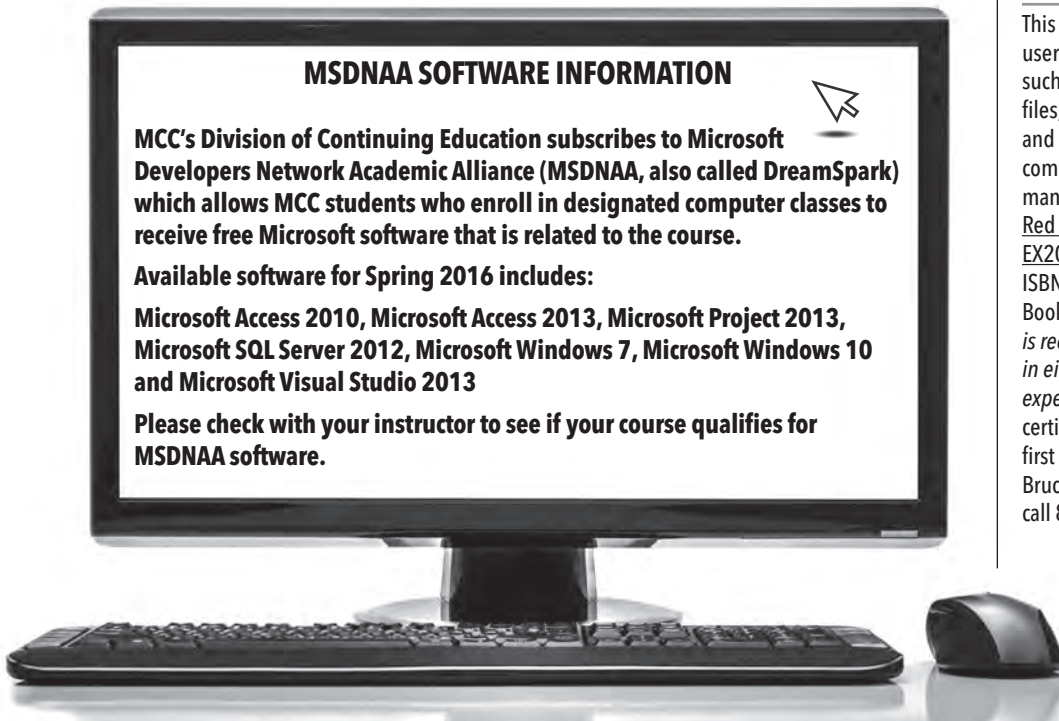 MSDNAA SOFTWARE INFORMATION
MCC's Division of Continuing Education subscribes to Microsoft
Developers Network Academic Alliance (MSDNAA, also called DreamSpark)
which allows MCC students who enroll in designated computer classes to
receive free Microsoft software that is related to the course.
Available software for Spring 2016 includes:
Microsoft Access 2010, Microsoft Access 2013, Microsoft Project 2013,
Microsoft SQL Server 2012, Microsoft Windows 7, Microsoft Windows 10
and Microsoft Visual Studio 2013
Please check with your instructor to see if your course qualifies for
MSDNAA software.
This
user
such
files,
and
com
man
Red
EX20
ISBN
Book
is re
in ei
expe
certi
first
Bruc
call 8